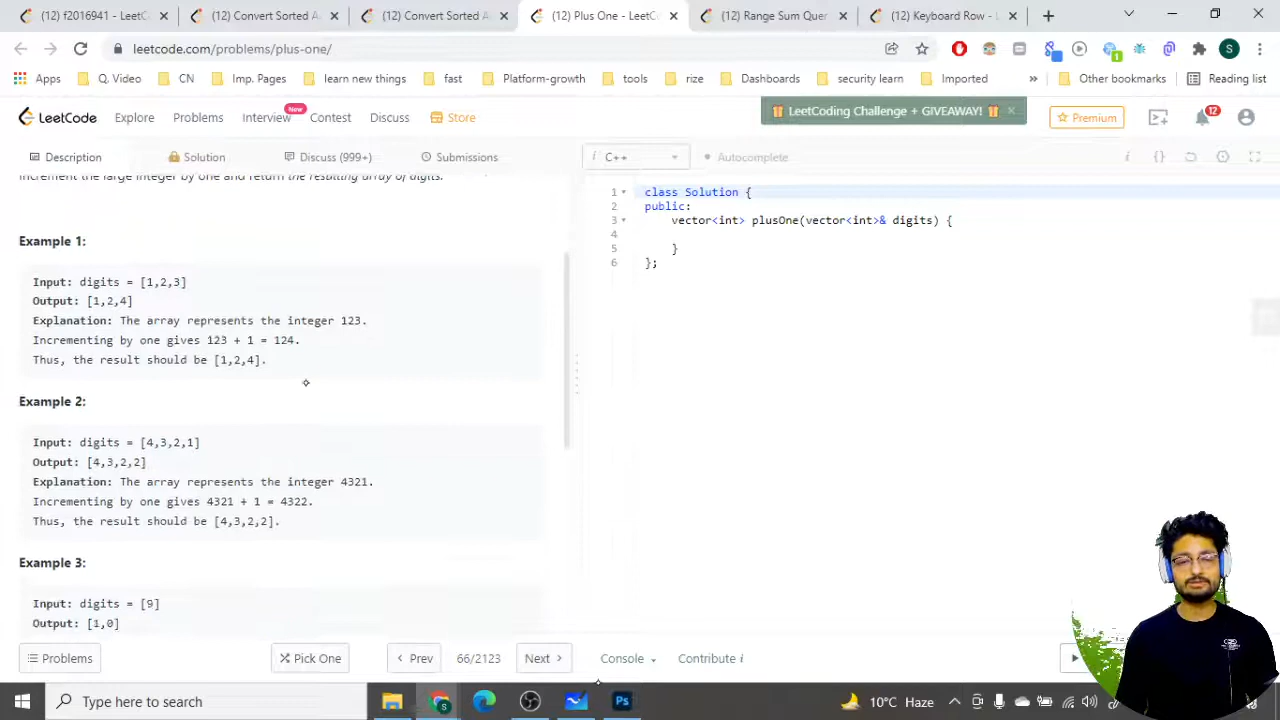 (12) f2016941 - LeetC
(12) Convert Sorted A
(12) Convert Sorted A
(12) Plus One - LeetCo
(12) Range Sum Quer
(12) Keyboard Row - L
leetcode.com/problems/plus-one/
S
Apps
Q. Video
CN
Imp. Pages
learn new things
fast
Platform-growth
tools
rize
Dashboards
security learn
Imported
»
Other bookmarks
Reading list
LeetCode
Explore
Problems
Interview
New
Contest
Discuss
Store
LeetCoding Challenge + GIVEAWAY!
Premium
12
Description
Solution
Discuss (999+)
Submissions
C++
Autocomplete
increment the large integer by one and return the resulting array of digits.
Example 1:
Input: digits = [1,2,3]
Output: [1,2,4]
Explanation: The array represents the integer 123.
Incrementing by one gives 123 + 1 = 124.
Thus, the result should be [1,2,4].
Example 2:
Input: digits = [4,3,2,1]
Output: [4,3,2,2]
Explanation: The array represents the integer 4321.
Incrementing by one gives 4321 + 1 = 4322.
Thus, the result should be [4,3,2,2].
Example 3:
Input: digits = [9]
Output: [1,0]
1 class Solution {
2 public:
3 vector<int> plusOne(vector<int>& digits) {
4
5 }
6 };
Problems
Pick One
Prev
66/2123
Next
Console
Contribute i
Type here to search
Ps
10°C Haze